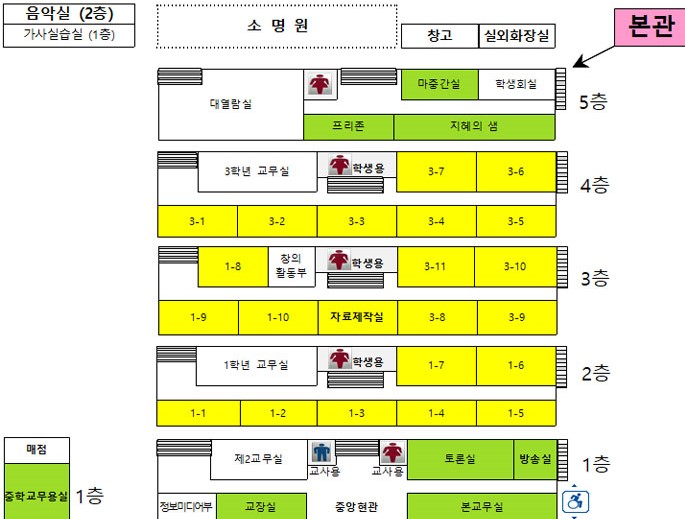 음악실 (2층)
가사실습실 (1층)
소 명 원
창고
실외화장실
본관
대열람실
마중간실
학생회실
프리존
지혜의 샘
5층
3학년 교무실
학생용
3-7
3-6
3-1
3-2
3-3
3-4
3-5
4층
1-8
창의
활동부
학생용
3-11
3-10
1-9
1-10
자료제작실
3-8
3-9
3층
1학년 교무실
학생용
1-7
1-6
1-1
1-2
1-3
1-4
1-5
2층
매점
중학교무용실
1층
제2교무실
교사용
교사용
토론실
방송실
1층
정보미디어부
교장실
중앙현관
본교무실